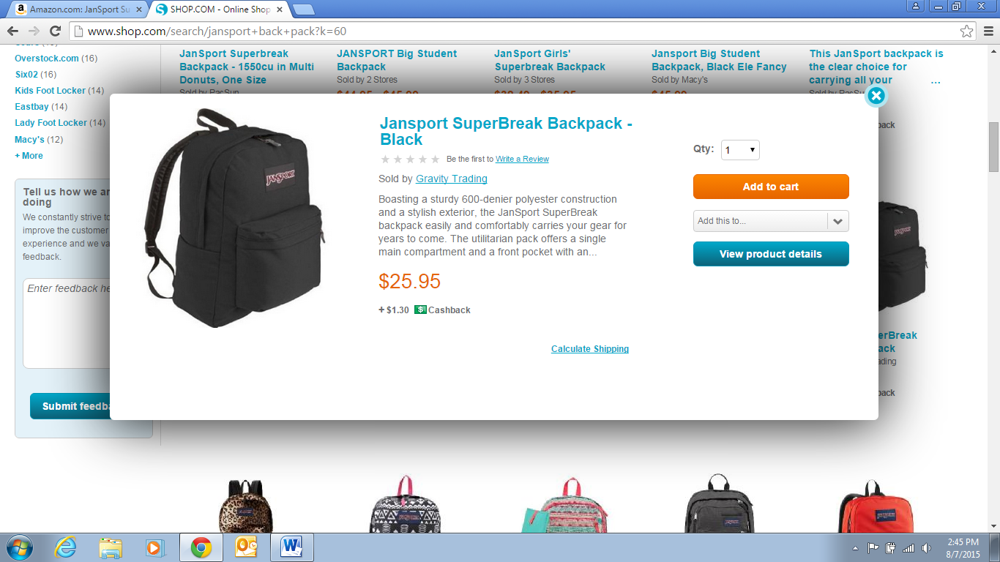 Amazon.com: JanSport Su
SHOP.COM - Online Shop
www.shop.com/search/jansport+back+pack?k=60
Overstock.com (16)
Six02 (16)
Kids Foot Locker (14)
Eastbay (14)
Lady Foot Locker (14)
Macy's (12)
+ More
Tell us how we ar
doing
We constantly strive to
improve the customer
experience and we va
feedback.
Enter feedback he
Submit feedba
JanSport Superbreak
Backpack - 1550cu in Multi
Donuts, One Size
Sold by PacSun
JANSPORT Big Student
Backpack
Sold by 2 Stores
JanSport Girls'
Superbreak Backpack
Sold by 3 Stores
Jansport Big Student
Backpack, Black Ele Fancy
Sold by Macy's
This JanSport backpack is
the clear choice for
carrying all your ...
JANSPORT
Jansport SuperBreak Backpack -
Black
Be the first to Write a Review
Sold by Gravity Trading
Boasting a sturdy 600-denier polyester construction
and a stylish exterior, the JanSport SuperBreak
backpack easily and comfortably carries your gear for
years to come. The utilitarian pack offers a single
main compartment and a front pocket with an...
$25.95
+ $1.30 $ Cashback
Calculate Shipping
Qty: 1
Add to cart
Add this to...
View product details
back
erBreak
ack
ading
back
2:45 PM
8/7/2015